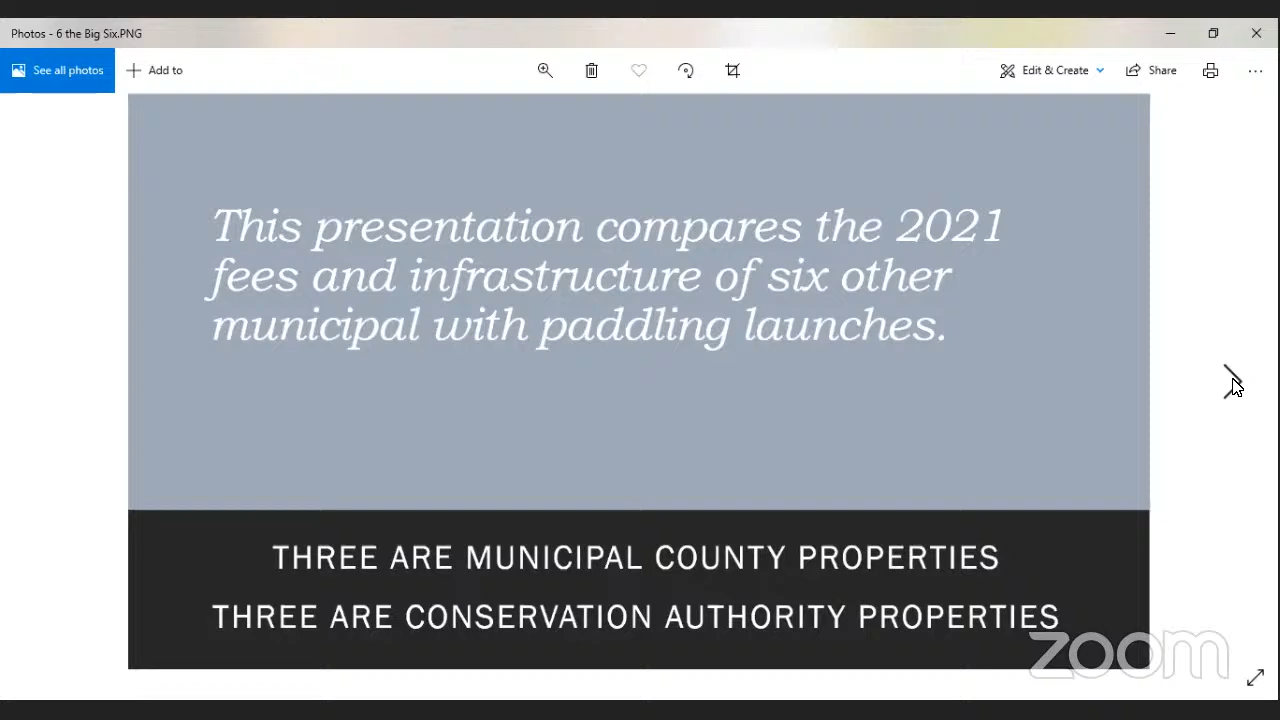 Photos - 6 the Big Six.PNG
See all photos
Add to
Edit & Create
Share
This presentation compares the 2021
fees and infrastructure of six other
municipal with paddling launches.
THREE ARE MUNICIPAL COUNTY PROPERTIES
THREE ARE CONSERVATION AUTHORITY PROPERTIES
zoom